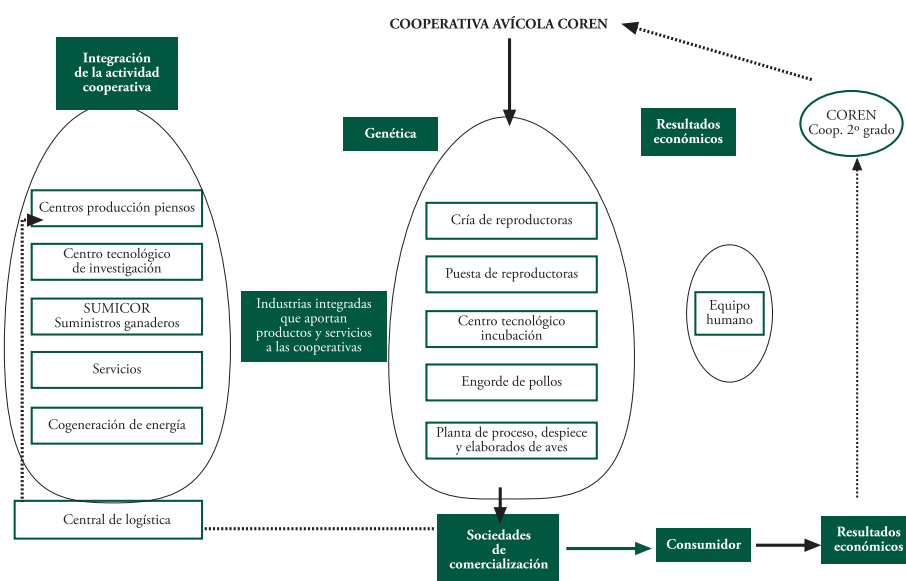 COOPERATIVA AVÍCOLA COREN
Integración
de la actividad
cooperativa
Genética
Resultados
económicos
COREN
Coop. 2º grado
Centros producción piensos
Centro tecnológico
de investigación
SUMICOR
Suministros ganaderos
Servicios
Cogeneración de energía
Central de logística
Industrias integradas
que aportan
productos y servicios
a las cooperativas
Cría de reproductoras
Puesta de reproductoras
Centro tecnológico
incubación
Engorde de pollos
Planta de proceso, despiece
y elaborados de aves
Equipo
humano
Sociedades
de
comercialización
Consumidor
Resultados
económicos